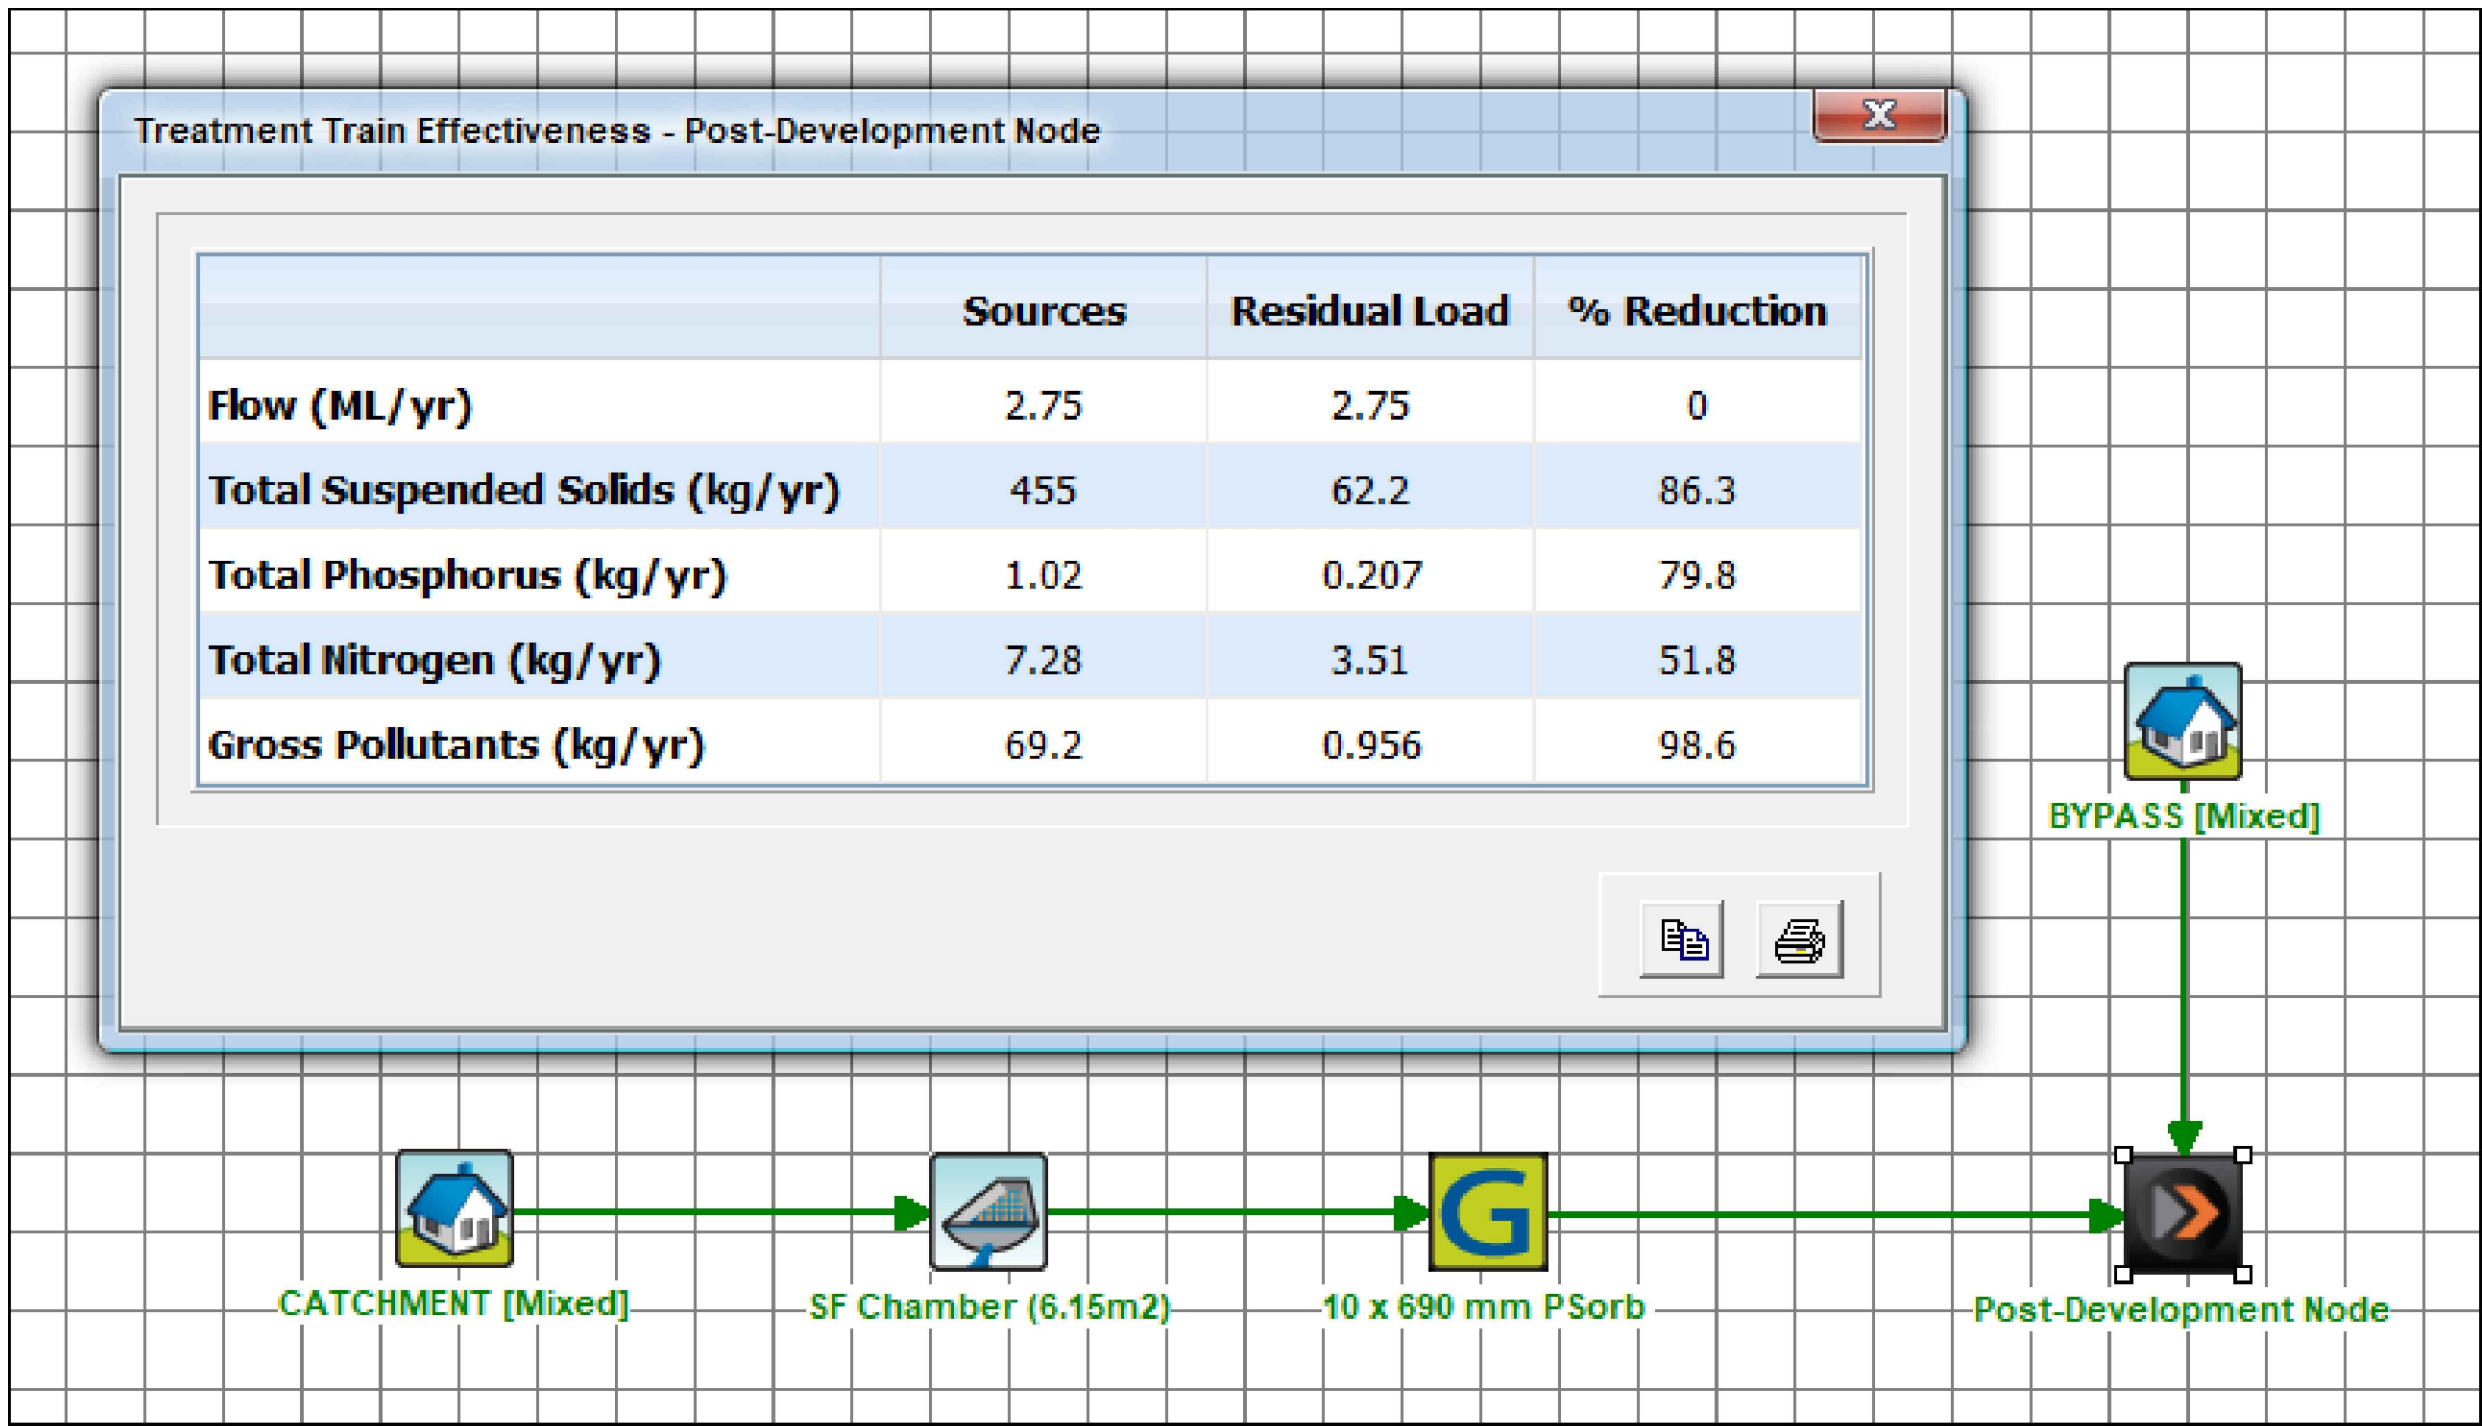 Treatment Train Effectiveness - Post-Development Node
X
Sources Residual Load % Reduction
Flow (ML/yr) 2.75 2.75 0
Total Suspended Solids (kg/yr) 455 62.2 86.3
Total Phosphorus (kg/yr) 1.02 0.207 79.8
Total Nitrogen (kg/yr) 7.28 3.51 51.8
Gross Pollutants (kg/yr) 69.2 0.956 98.6
BYPASS [Mixed]
G
CATCHMENT [Mixed]
SF Chamber (6.15m2)
10 x 690 mm PSorb
Post-Development Node